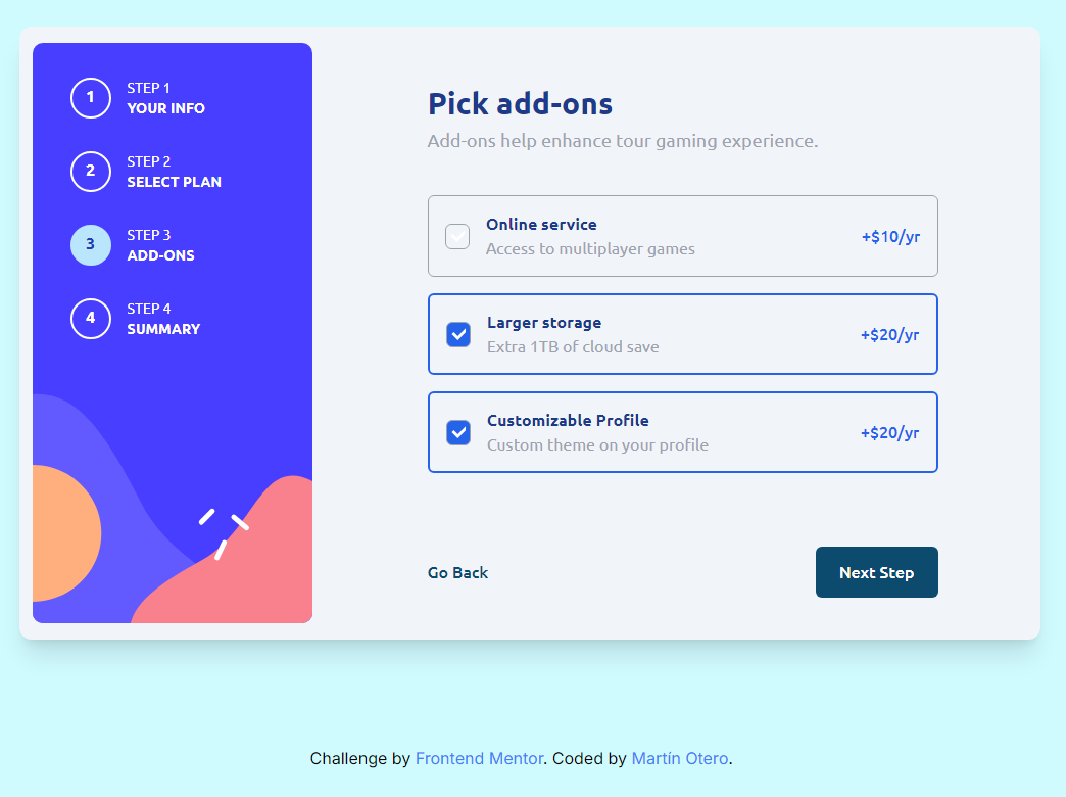 1
STEP 1
YOUR INFO
2
STEP 2
SELECT PLAN
3
STEP 3
ADD-ONS
4
STEP 4
SUMMARY
Pick add-ons
Add-ons help enhance tour gaming experience.
Online service
Access to multiplayer games
+$10/yr
Larger storage
Extra 1TB of cloud save
+$20/yr
Customizable Profile
Custom theme on your profile
+$20/yr
Go Back
Next Step
Challenge by Frontend Mentor. Coded by Martín Otero.